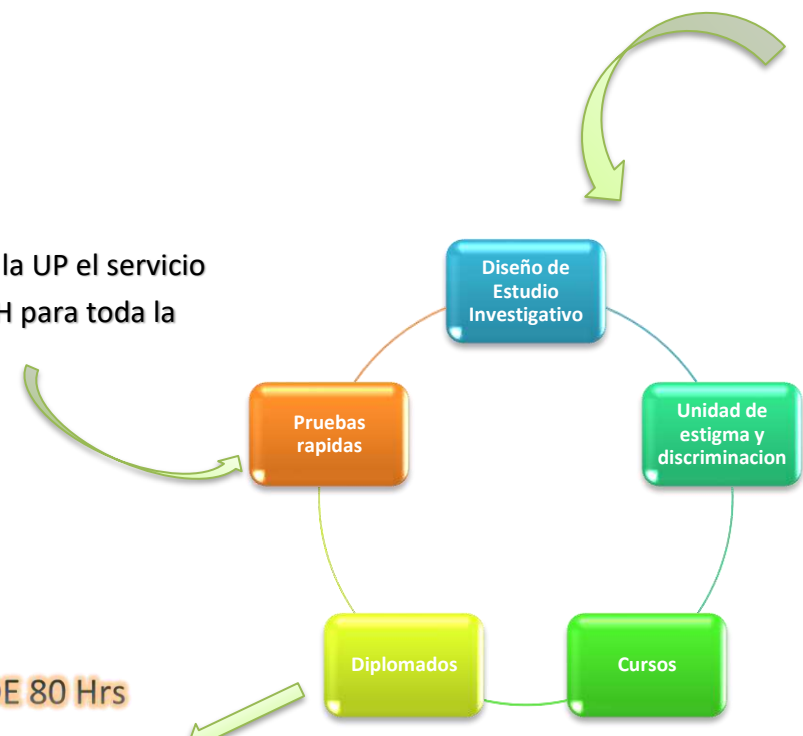 la UP el servicio
H para toda la
Diseño de
Estudio
Investigativo
Pruebas
rapidas
Unidad de
estigma y
discriminacion
Diplomados
Cursos
DE 80 Hrs